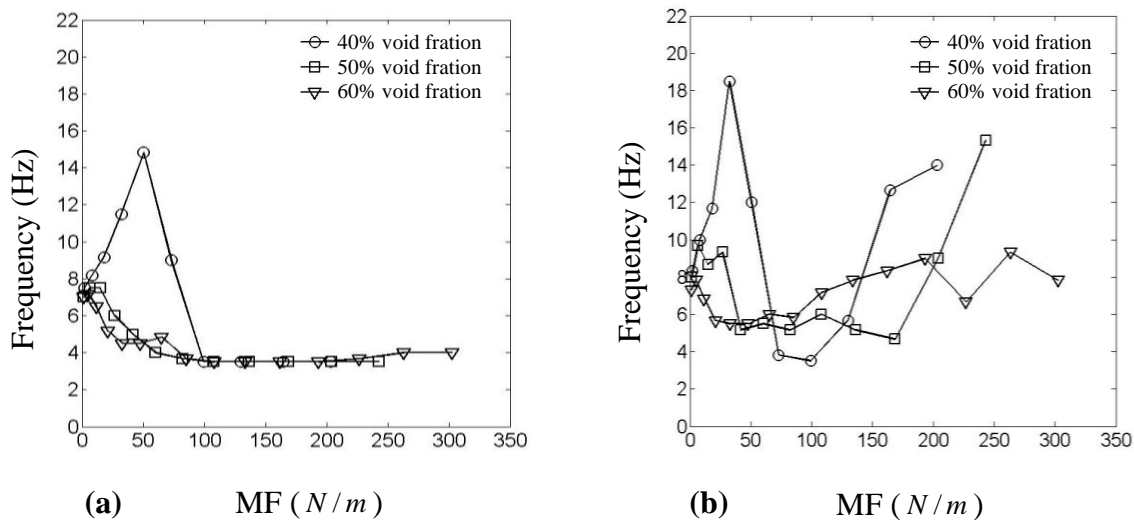 22
20
18
16
14
12
10
8
6
4
2
0
Frequency (Hz)
40% void fration
50% void fration
60% void fration
0 50 100 150 200 250 300 350
(a) MF ( N / m )
22
20
18
16
14
12
10
8
6
4
2
0
Frequency (Hz)
40% void fration
50% void fration
60% void fration
0 50 100 150 200 250 300 350
(b) MF ( N / m )